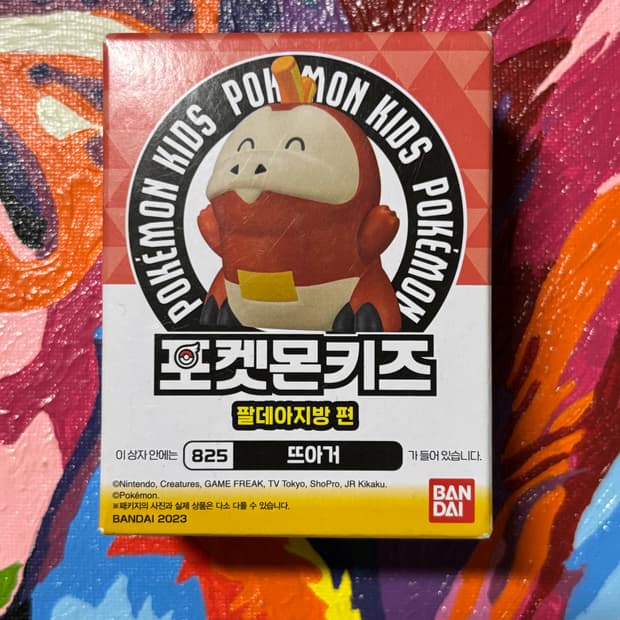 POKÉMON KIDS POKÉMON KIDS POKÉMON
포켓몬키즈
팔데아지방 편
이 상자 안에는 825 뜨아거 가 들어 있습니다.
©Nintendo, Creatures, GAME FREAK, TV Tokyo, ShoPro, JR Kikaku.
©Pokémon.
※패키지의 사진과 실제 상품은 다소 다를 수 있습니다.
BANDAI 2023
BAN
DAI